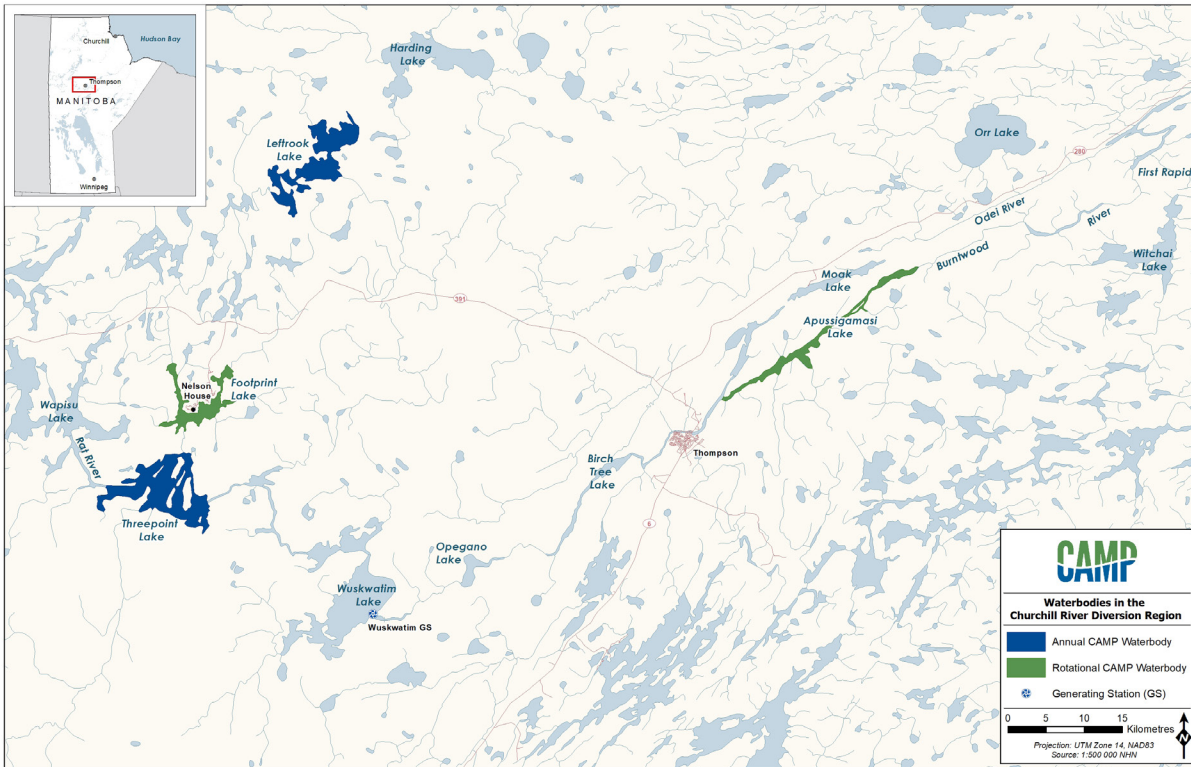 Churchill
Hudson Bay
Thompson
MANITOBA
Winnipeg
Harding
Lake
Leftrook
Lake
Orr Lake
280
First Rapid
Odei River
River
Burntwood
Witchai
Lake
Moak
Lake
391
Apussigamasi
Lake
Nelson
House
Footprint
Lake
Wapisu
Lake
Rat River
Thompson
Birch
Tree
Lake
Threepoint
Lake
6
Opegano
Lake
Wuskwatim
Lake
Wuskwatim GS
CAMP
Waterbodies in the
Churchill River Diversion Region
Annual CAMP Waterbody
Rotational CAMP Waterbody
Generating Station (GS)
0 5 10 15
Kilometres
N
Projection: UTM Zone 14, NAD83
Source: 1:500 000 NHN